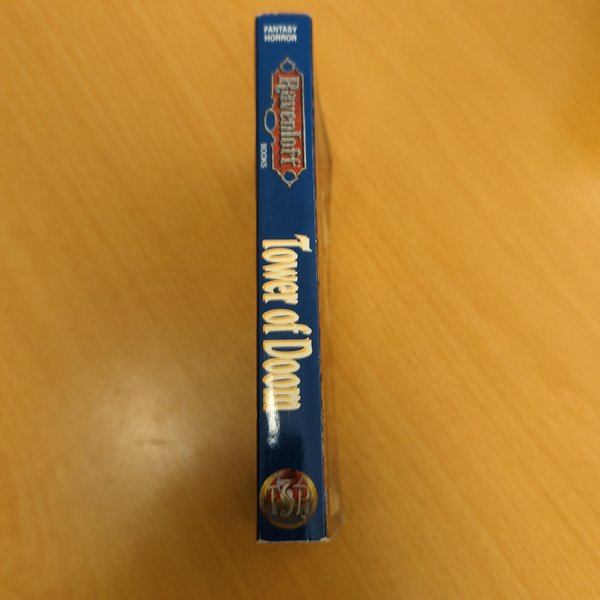 FANTASY
HORROR
Ravenloft
BOOKS
Tower of Doom
TSR